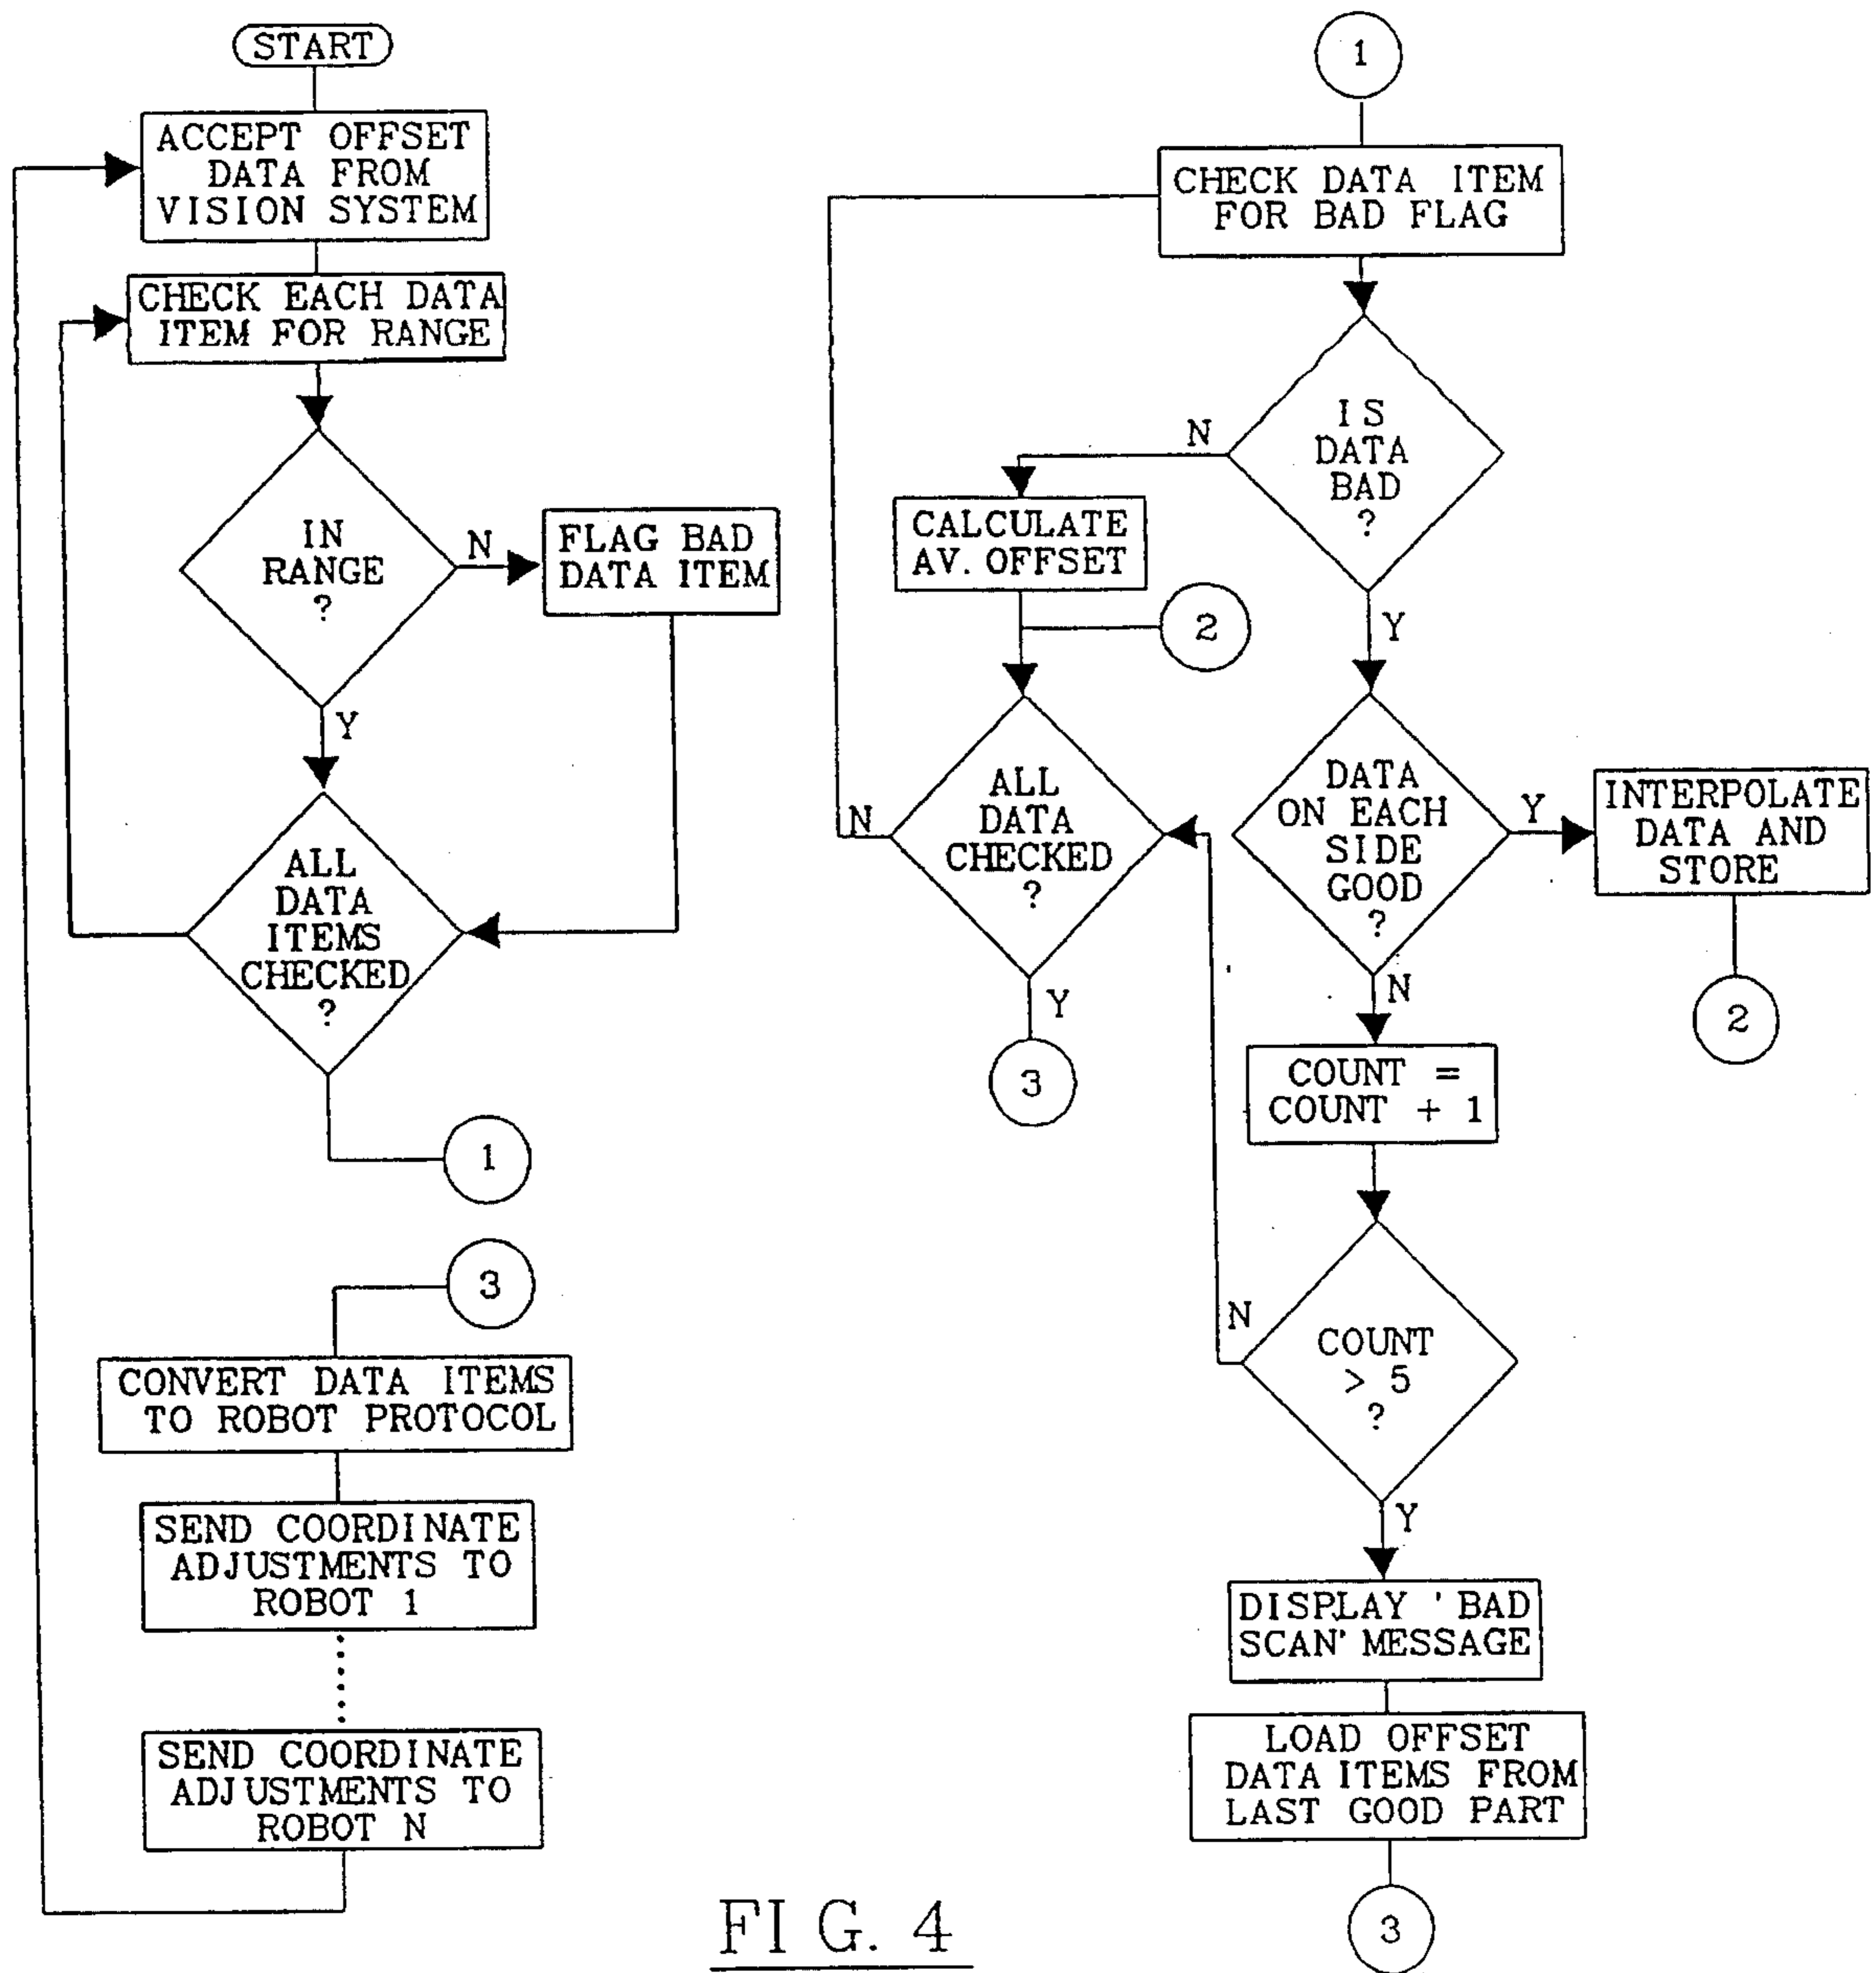 START
ACCEPT OFFSET
DATA FROM
VISION SYSTEM
CHECK EACH DATA
ITEM FOR RANGE
IN
RANGE
?
N
FLAG BAD
DATA ITEM
Y
ALL
DATA
ITEMS
CHECKED
?
1
3
CONVERT DATA ITEMS
TO ROBOT PROTOCOL
SEND COORDINATE
ADJUSTMENTS TO
ROBOT 1
SEND COORDINATE
ADJUSTMENTS TO
ROBOT N
1
CHECK DATA ITEM
FOR BAD FLAG
IS
DATA
BAD
?
N
CALCULATE
AV. OFFSET
2
Y
ALL
DATA
CHECKED
?
N
Y
3
DATA
ON EACH
SIDE
GOOD
?
Y
INTERPOLATE
DATA AND
STORE
2
N
COUNT =
COUNT + 1
COUNT
> 5
?
N
Y
DISPLAY 'BAD
SCAN' MESSAGE
LOAD OFFSET
DATA ITEMS FROM
LAST GOOD PART
3
FIG. 4